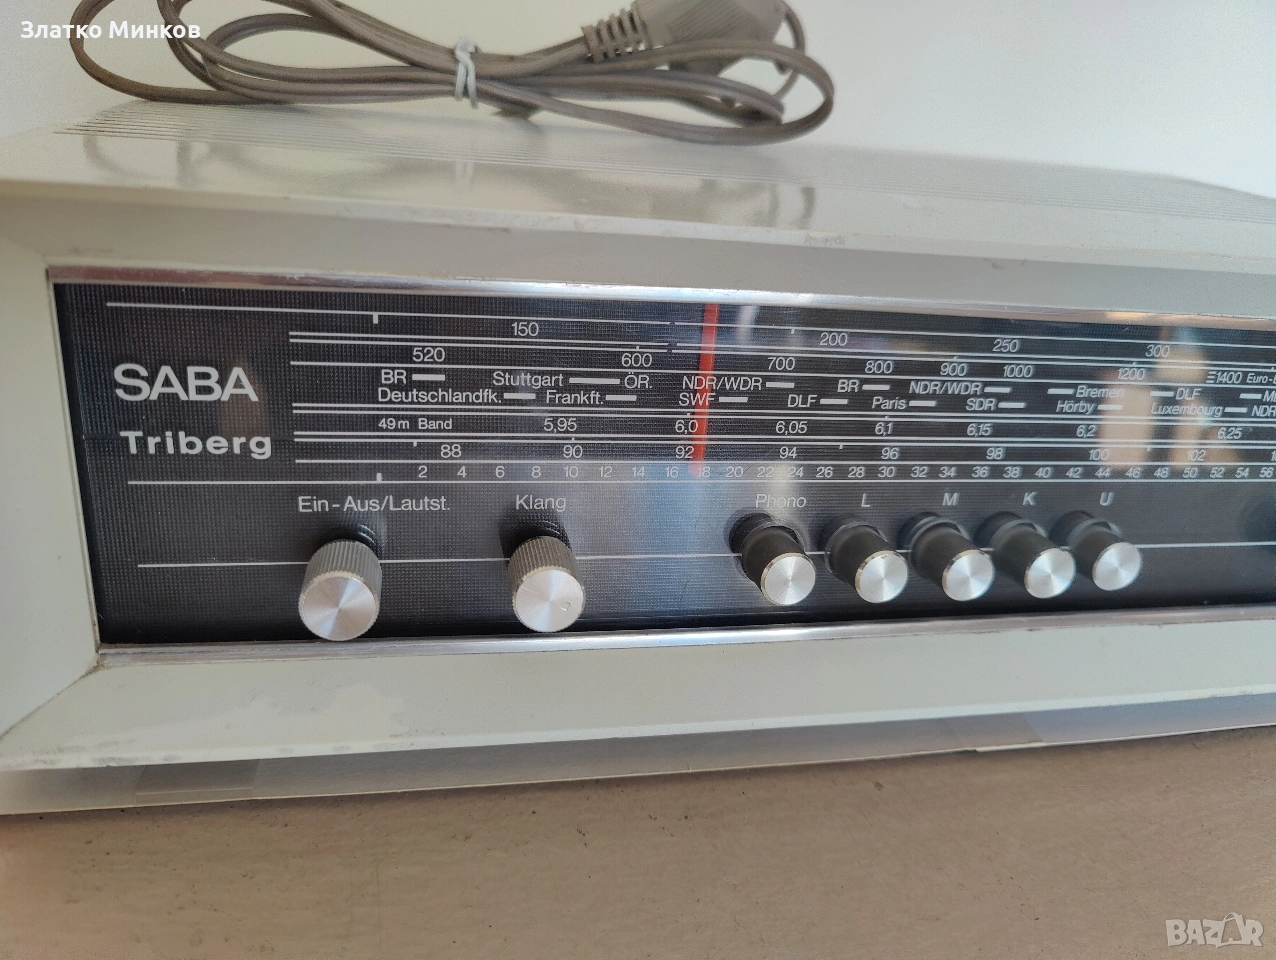 Златко Минков
150 200 250 300
520 600 700 800 900 1000 1200 1400 Euro-
BR Stuttgart ÖR. NDR/WDR BR NDR/WDR Bremen DLF
Deutschlandfk. Frankft. SWF DLF Paris SDR Hörby Luxembourg NDR
49m Band 5,95 6,0 6,05 6,1 6,15 6,2 6,25
88 90 92 94 96 98 100 102
2 4 6 8 10 12 14 16 18 20 22 24 26 28 30 32 34 36 38 40 42 44 46 48 50 52 54 56
SABA
Triberg
Ein-Aus/Lautst. Klang Phono L M K U
BAZAR